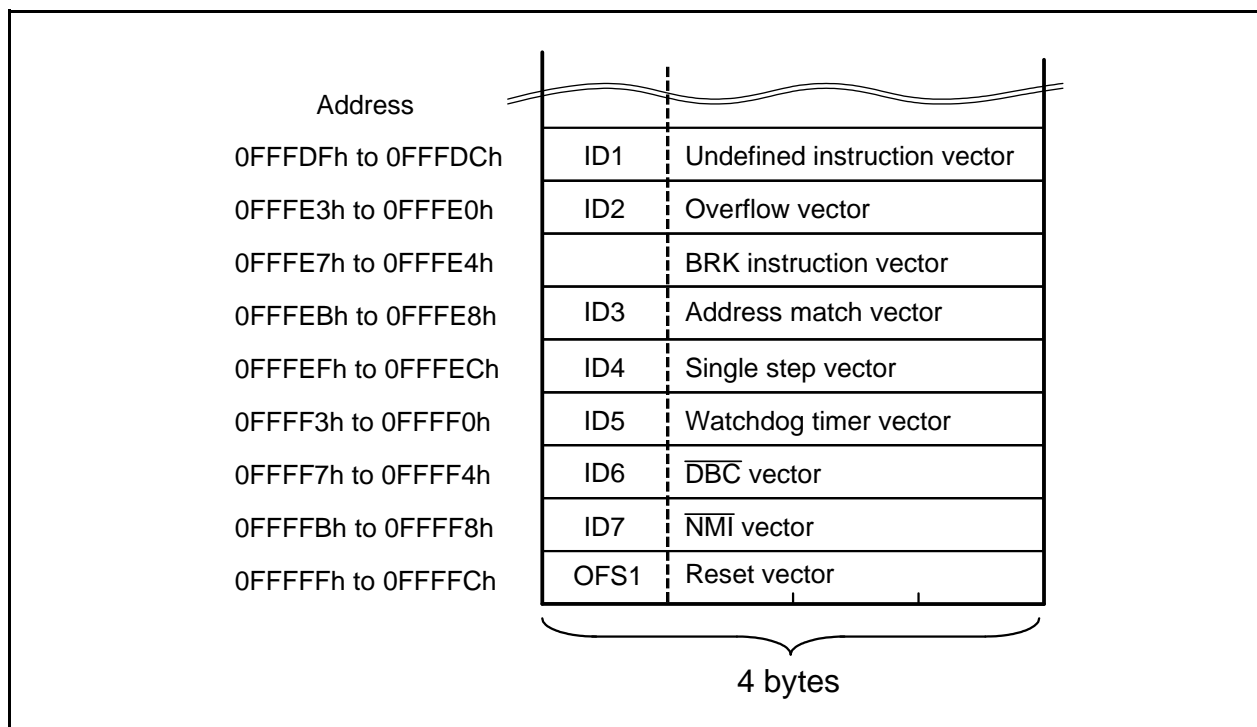 Address
0FFFDFh to 0FFFDCh ID1 Undefined instruction vector
0FFFE3h to 0FFFE0h ID2 Overflow vector
0FFFE7h to 0FFFE4h BRK instruction vector
0FFFEBh to 0FFFE8h ID3 Address match vector
0FFFEFh to 0FFFECh ID4 Single step vector
0FFFF3h to 0FFFF0h ID5 Watchdog timer vector
0FFFF7h to 0FFFF4h ID6 D̅B̅C̅ vector
0FFFFBh to 0FFFF8h ID7 N̅M̅I̅ vector
0FFFFFh to 0FFFFCh OFS1 Reset vector
4 bytes